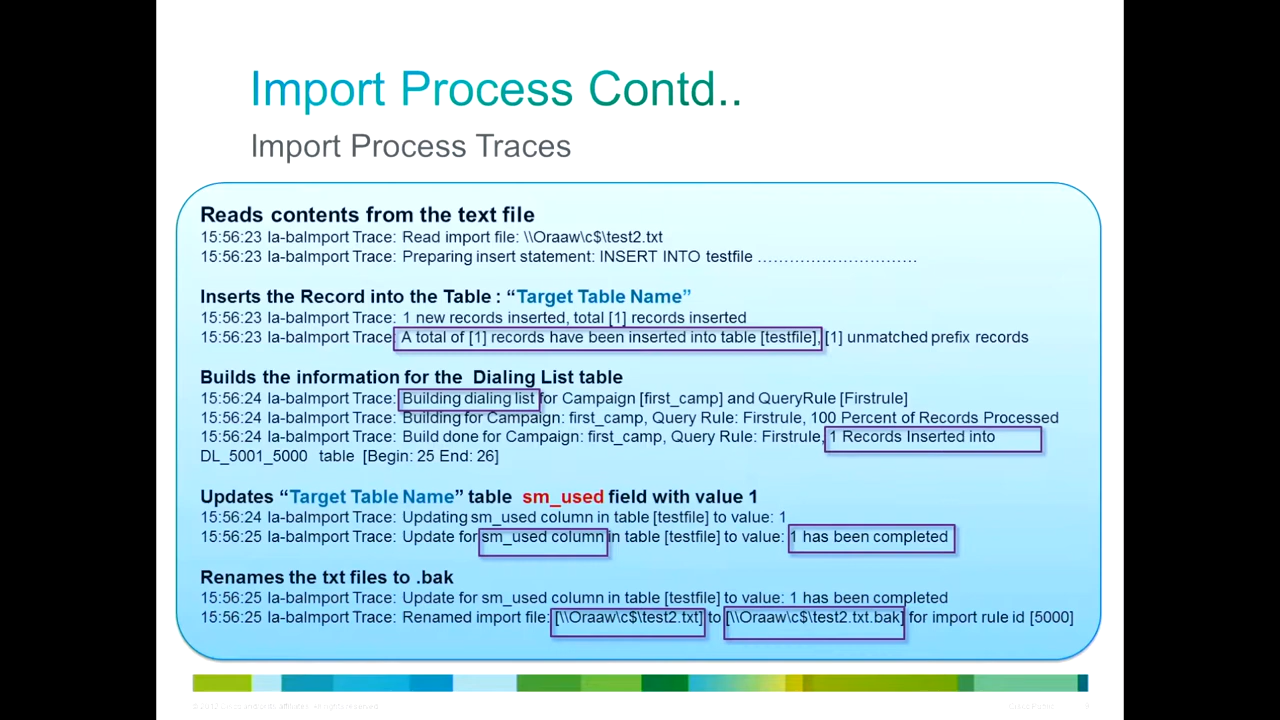 Import Process Contd..
Import Process Traces
Reads contents from the text file
15:56:23 la-baImport Trace: Read import file: \\Oraaw\c$\test2.txt
15:56:23 la-baImport Trace: Preparing insert statement: INSERT INTO testfile …………………………
Inserts the Record into the Table : “Target Table Name”
15:56:23 la-baImport Trace: 1 new records inserted, total [1] records inserted
15:56:23 la-baImport Trace: A total of [1] records have been inserted into table [testfile], [1] unmatched prefix records
Builds the information for the Dialing List table
15:56:24 la-baImport Trace: Building dialing list for Campaign [first_camp] and QueryRule [Firstrule]
15:56:24 la-baImport Trace: Building for Campaign: first_camp, Query Rule: Firstrule, 100 Percent of Records Processed
15:56:24 la-baImport Trace: Build done for Campaign: first_camp, Query Rule: Firstrule, 1 Records Inserted into
DL_5001_5000 table [Begin: 25 End: 26]
Updates “Target Table Name” table sm_used field with value 1
15:56:24 la-baImport Trace: Updating sm_used column in table [testfile] to value: 1
15:56:25 la-baImport Trace: Update for sm_used column in table [testfile] to value: 1 has been completed
Renames the txt files to .bak
15:56:25 la-baImport Trace: Update for sm_used column in table [testfile] to value: 1 has been completed
15:56:25 la-baImport Trace: Renamed import file: [\\Oraaw\c$\test2.txt] to [\\Oraaw\c$\test2.txt.bak] for import rule id [5000]